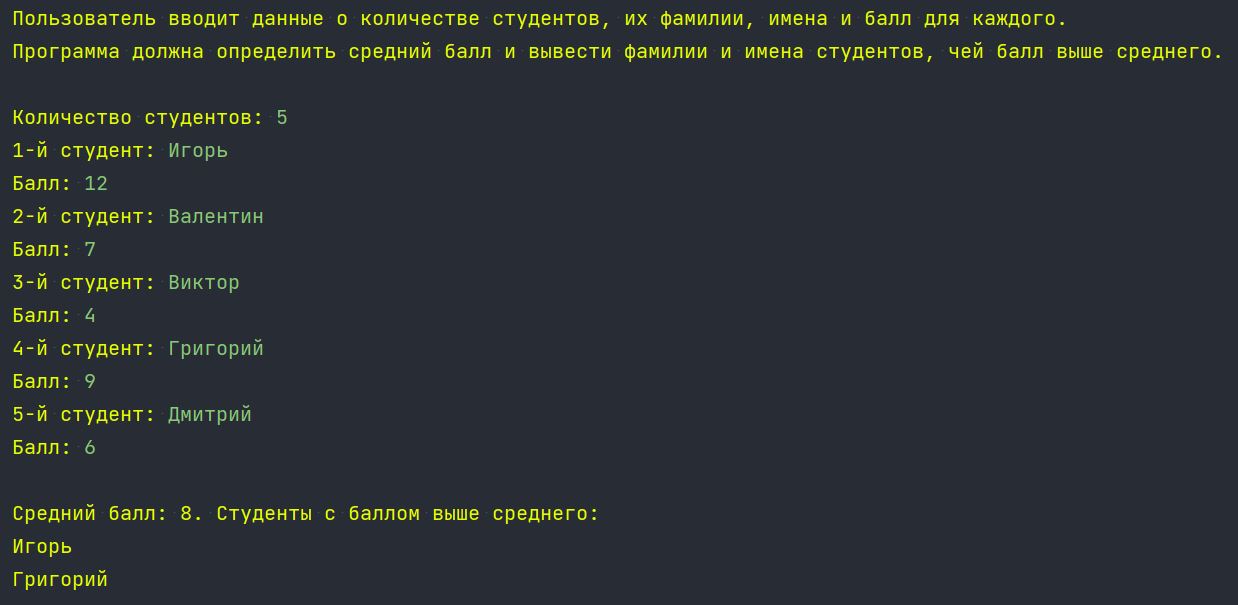 Пользователь вводит данные о количестве студентов, их фамилии, имена и балл для каждого.
Программа должна определить средний балл и вывести фамилии и имена студентов, чей балл выше среднего.
Количество студентов: 5
1-й студент: Игорь
Балл: 12
2-й студент: Валентин
Балл: 7
3-й студент: Виктор
Балл: 4
4-й студент: Григорий
Балл: 9
5-й студент: Дмитрий
Балл: 6
Средний балл: 8. Студенты с баллом выше среднего:
Игорь
Григорий